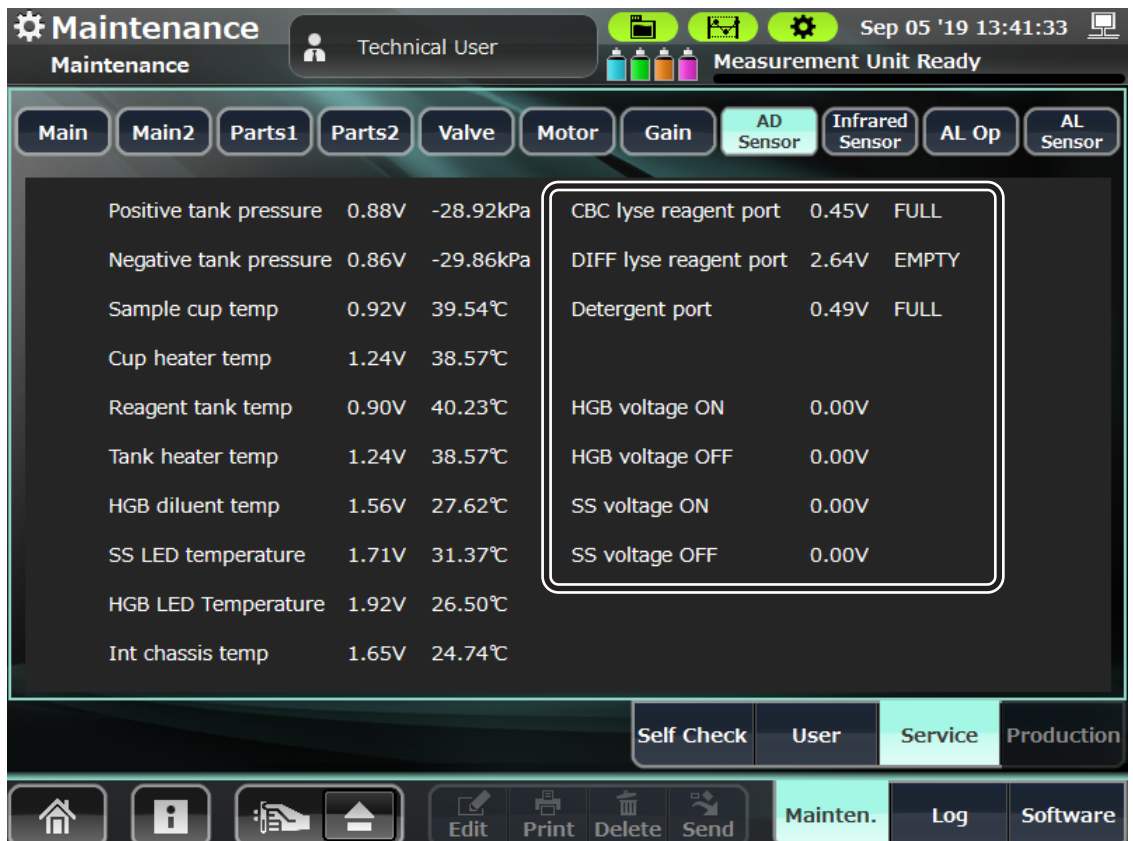 Maintenance
Maintenance
Technical User
Sep 05 '19 13:41:33
Measurement Unit Ready
Main Main2 Parts1 Parts2 Valve Motor Gain AD Sensor Infrared Sensor AL Op AL Sensor
Positive tank pressure 0.88V -28.92kPa CBC lyse reagent port 0.45V FULL
Negative tank pressure 0.86V -29.86kPa DIFF lyse reagent port 2.64V EMPTY
Sample cup temp 0.92V 39.54℃ Detergent port 0.49V FULL
Cup heater temp 1.24V 38.57℃
Reagent tank temp 0.90V 40.23℃ HGB voltage ON 0.00V
Tank heater temp 1.24V 38.57℃ HGB voltage OFF 0.00V
HGB diluent temp 1.56V 27.62℃ SS voltage ON 0.00V
SS LED temperature 1.71V 31.37℃ SS voltage OFF 0.00V
HGB LED Temperature 1.92V 26.50℃
Int chassis temp 1.65V 24.74℃
Self Check User Service Production
Edit Print Delete Send Mainten. Log Software